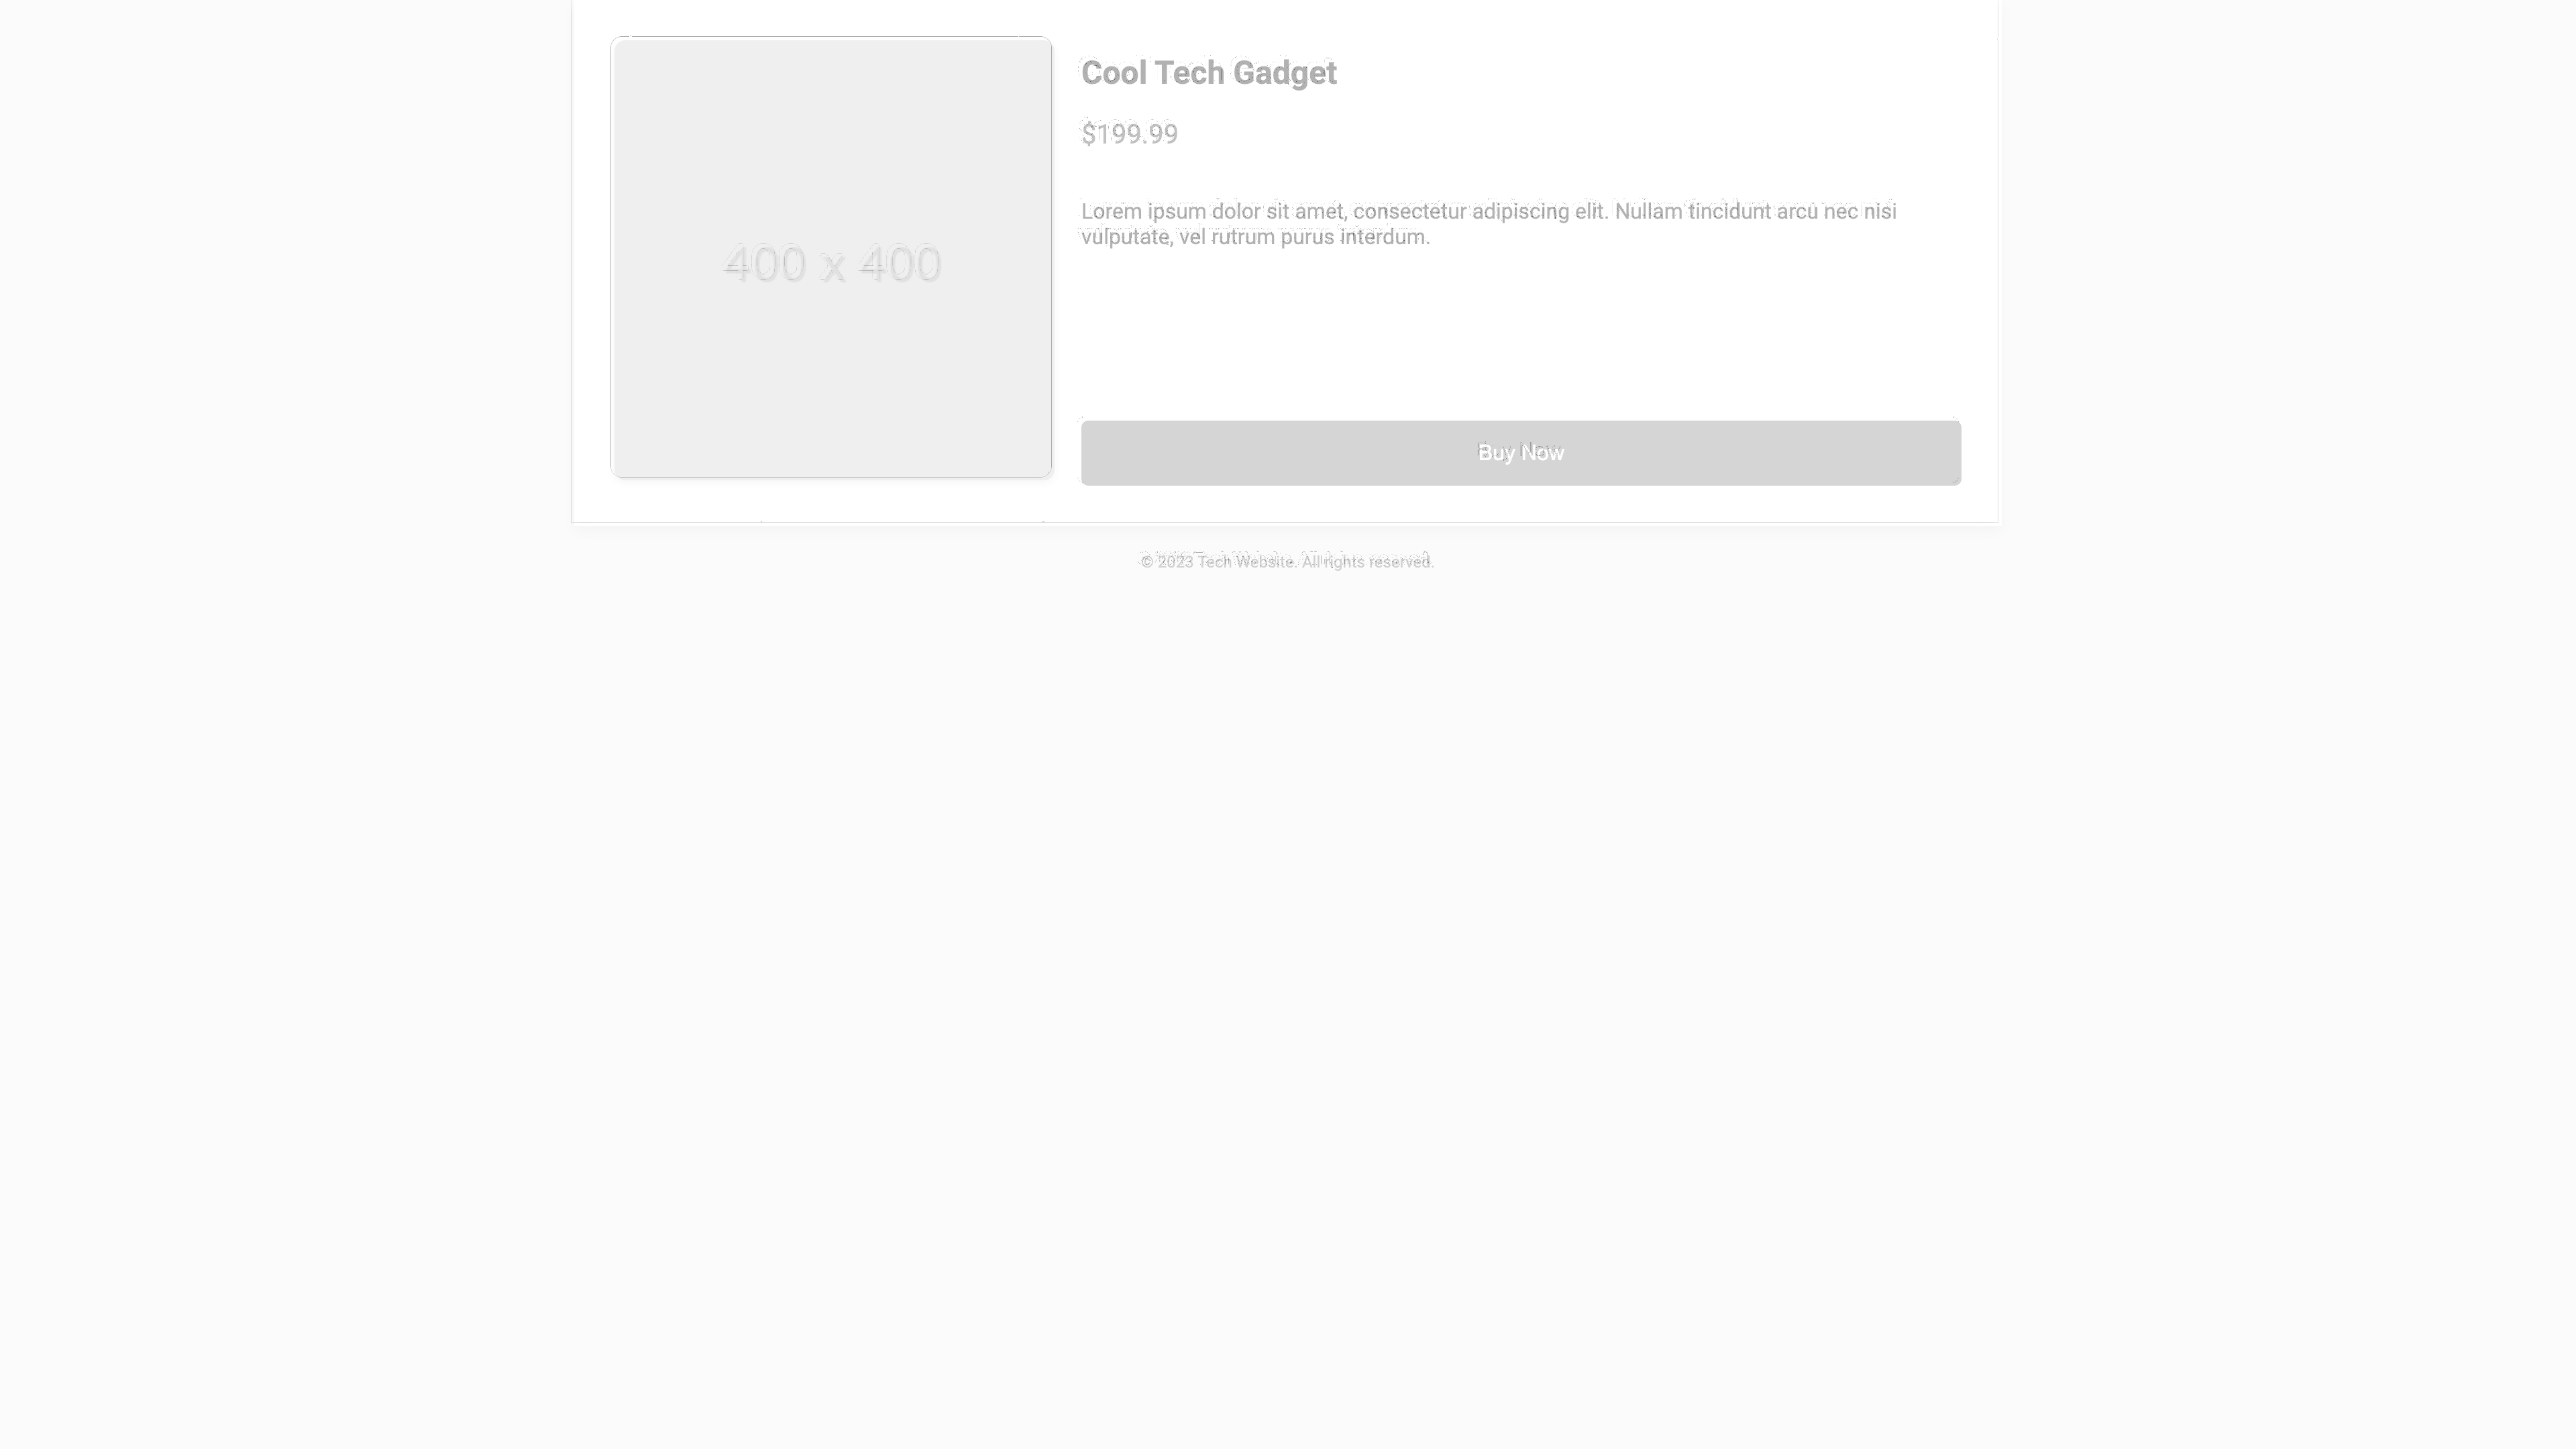 Cool Tech Gadget
$199.99
Lorem ipsum dolor sit amet, consectetur adipiscing elit. Nullam tincidunt arcu nec nisi
vulputate, vel rutrum purus interdum.
400 x 400
Buy Now
© 2023 Tech Website. All rights reserved.